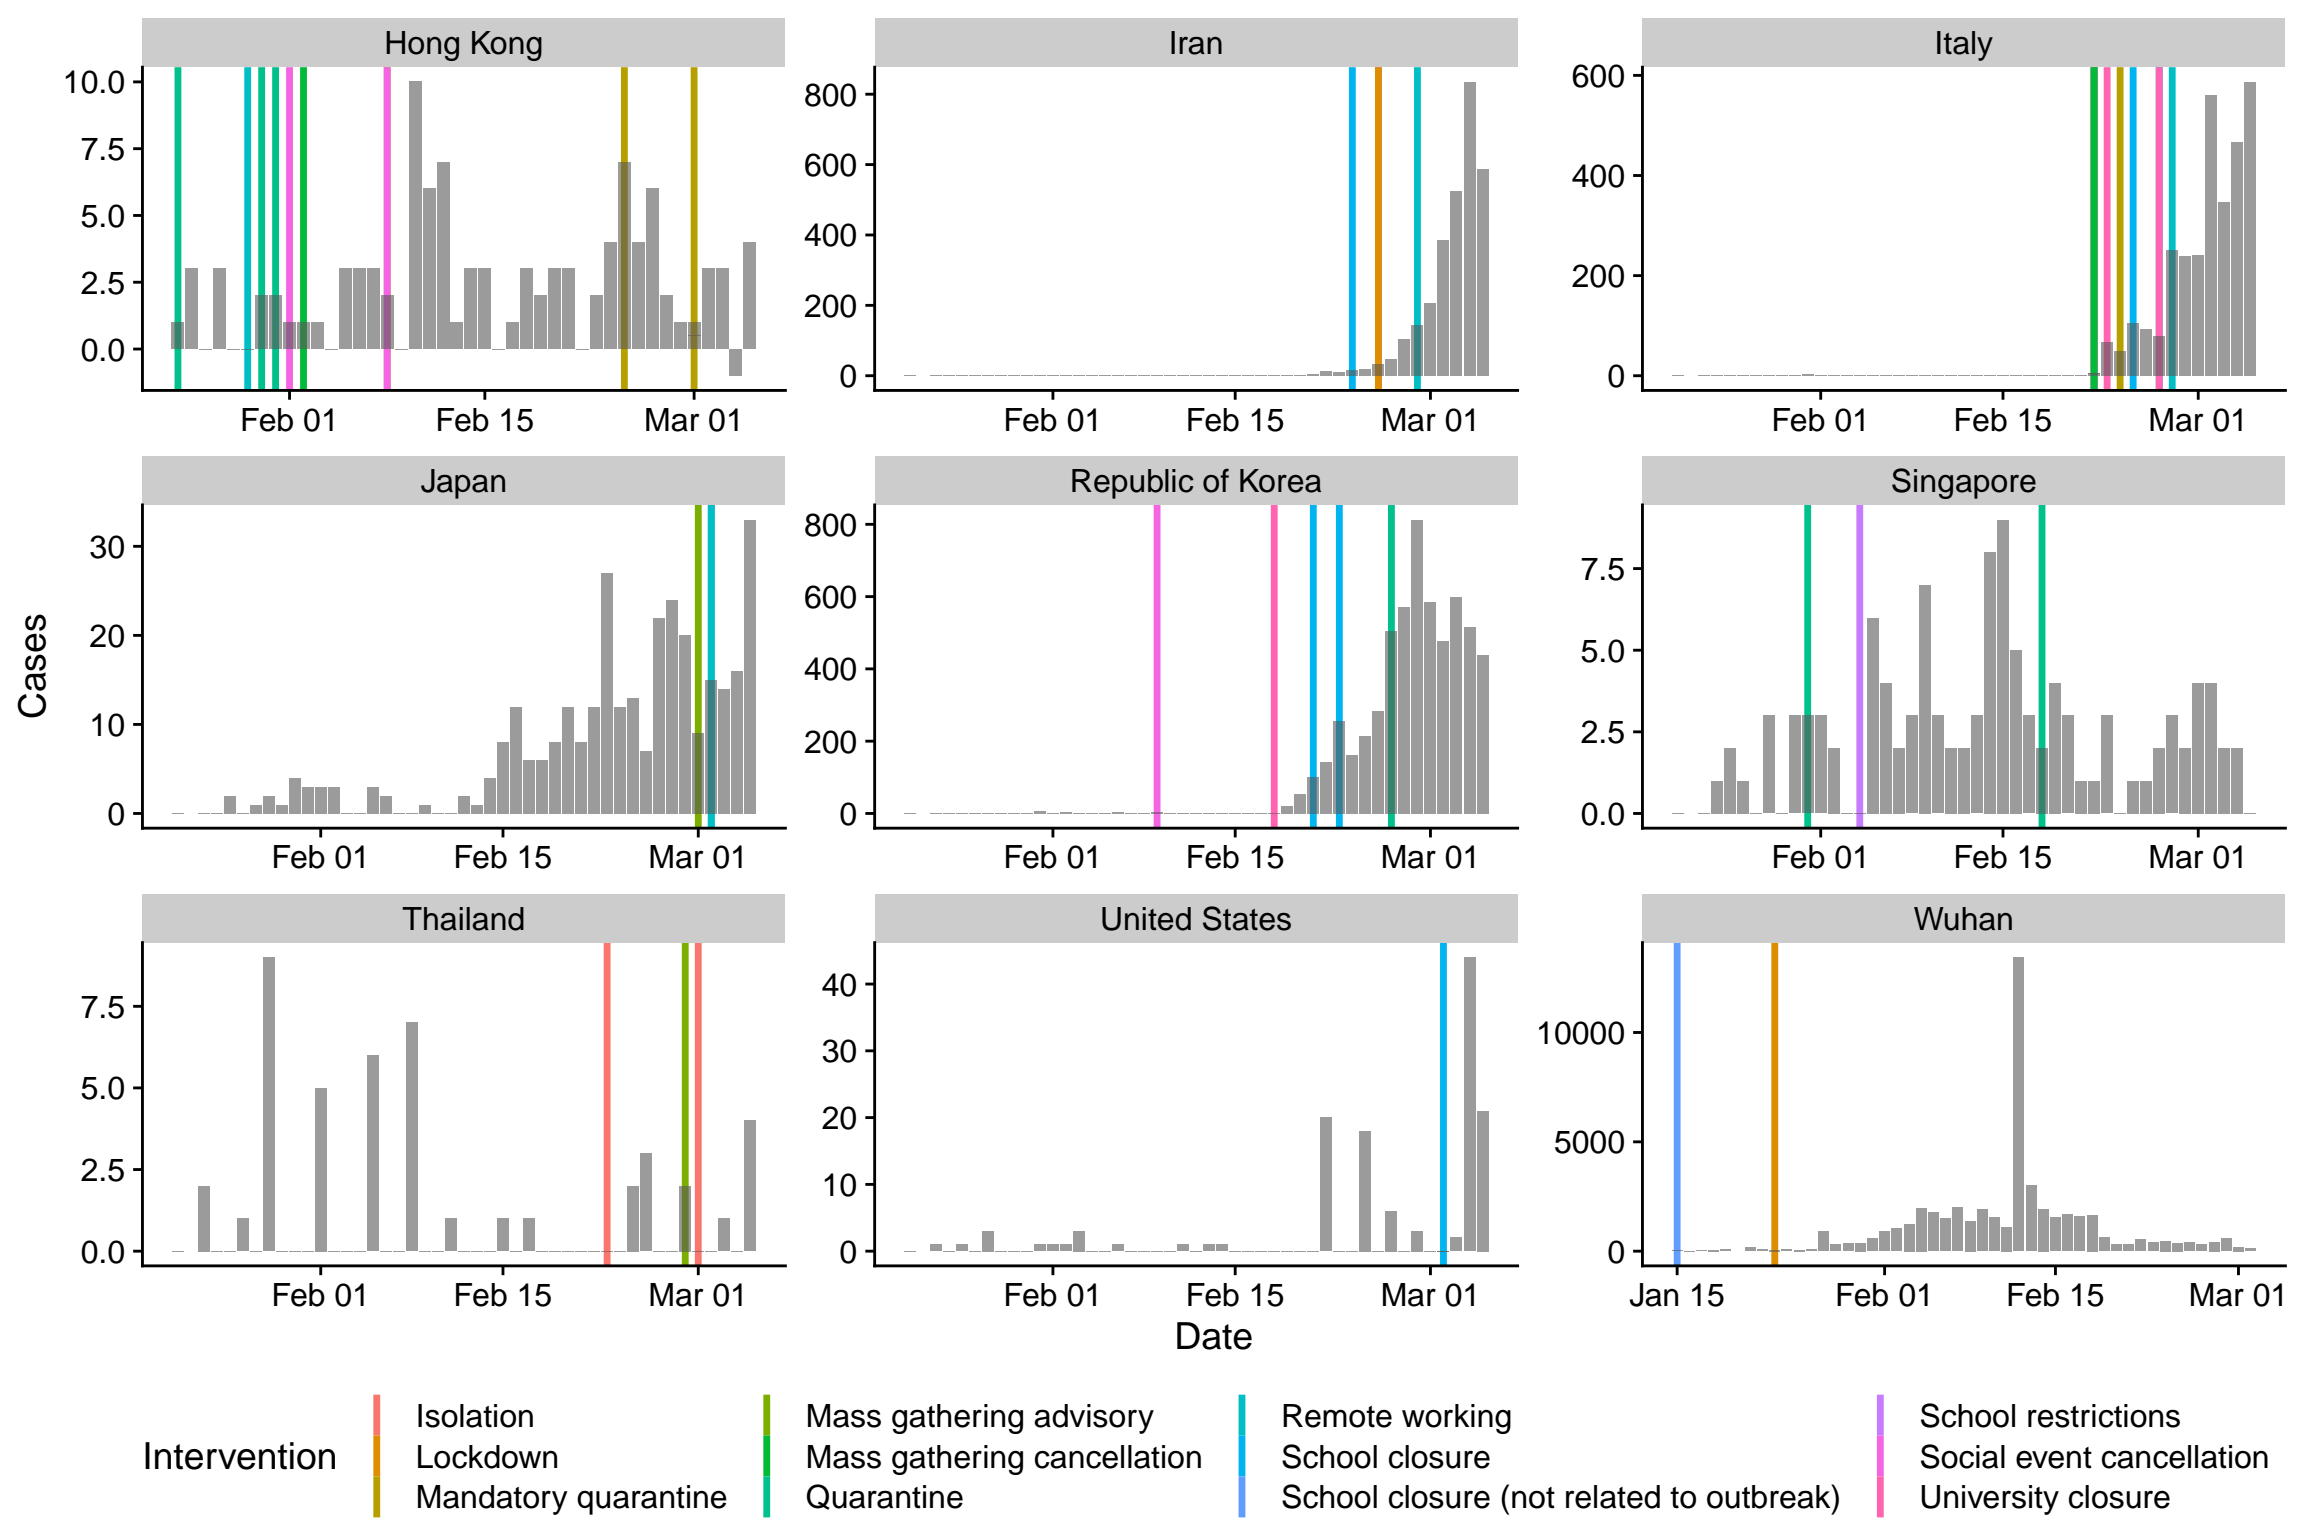 Hong Kong
Iran
Italy
10.0
7.5
5.0
2.5
0.0
Feb 01
Feb 15
Mar 01
800
600
400
200
0
Feb 01
Feb 15
Mar 01
600
400
200
0
Feb 01
Feb 15
Mar 01
Japan
Republic of Korea
Singapore
Cases
30
20
10
0
Feb 01
Feb 15
Mar 01
800
600
400
200
0
Feb 01
Feb 15
Mar 01
7.5
5.0
2.5
0.0
Feb 01
Feb 15
Mar 01
Thailand
United States
Wuhan
7.5
5.0
2.5
0.0
Feb 01
Feb 15
Mar 01
40
30
20
10
0
Feb 01
Feb 15
Mar 01
10000
5000
0
Jan 15
Feb 01
Feb 15
Mar 01
Date
Intervention
Isolation
Lockdown
Mandatory quarantine
Mass gathering advisory
Mass gathering cancellation
Quarantine
Remote working
School closure
School closure (not related to outbreak)
School restrictions
Social event cancellation
University closure